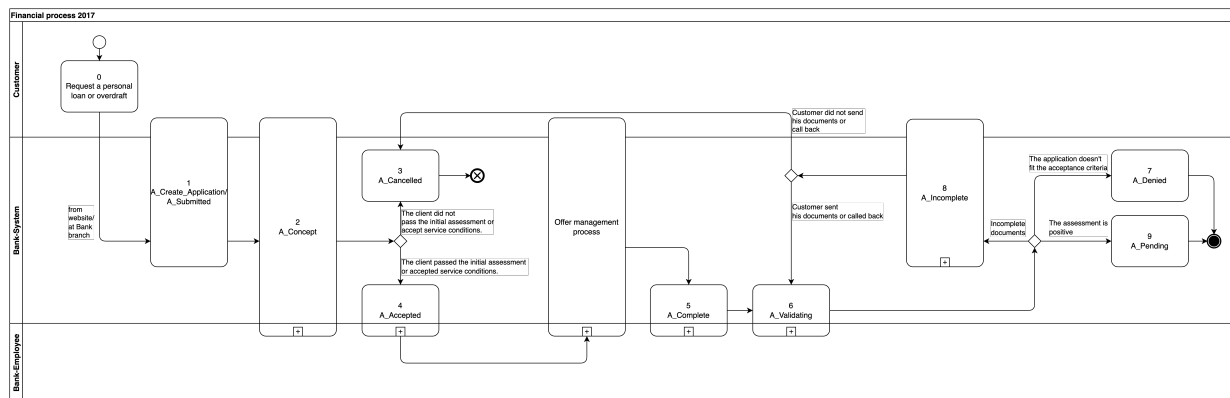 Financial process 2017
Customer
0
Request a personal
loan or overdraft
from
website/
at Bank
branch
Bank-System
1
A_Create_Application/
A_Submitted
2
A_Concept
3
A_Cancelled
The client did not
pass the initial assessment or
accept service conditions.
The client passed the initial assessment
or accepted service conditions.
4
A_Accepted
Offer management
process
5
A_Complete
6
A_Validating
Customer did not send
his documents or
call back
Customer sent
his documents or called back
8
A_Incomplete
Incomplete
documents
The application doesn't
fit the acceptance criteria
7
A_Denied
The assessment is
positive
9
A_Pending
Bank-Employee